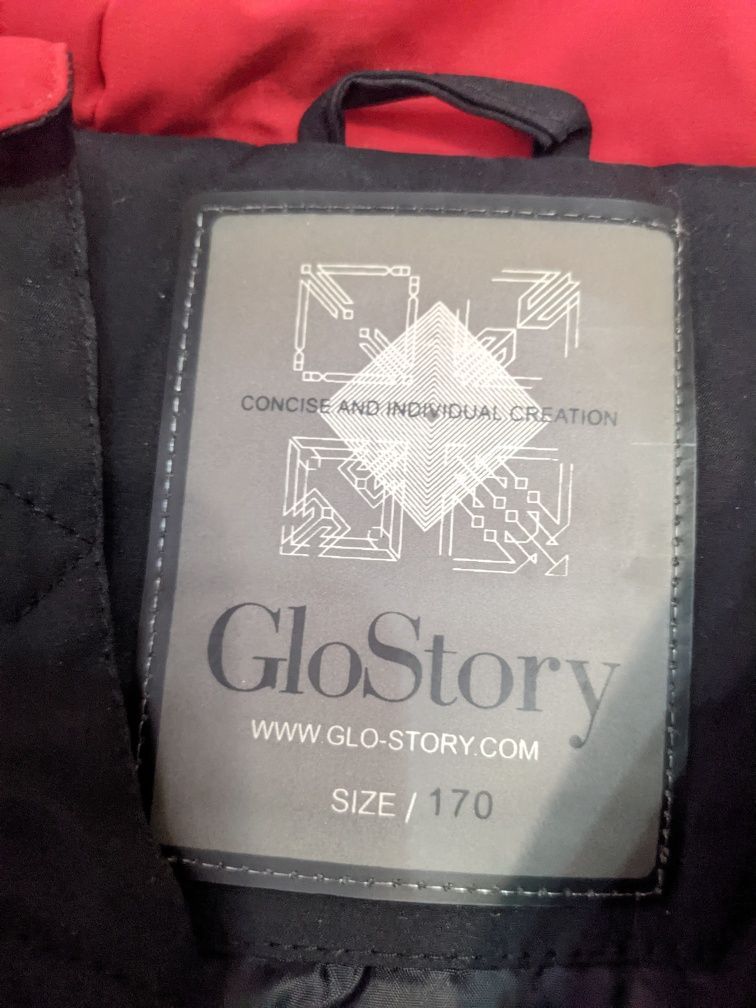 CONCISE AND INDIVIDUAL CREATION
GloStory
WWW.GLO-STORY.COM
SIZE / 170